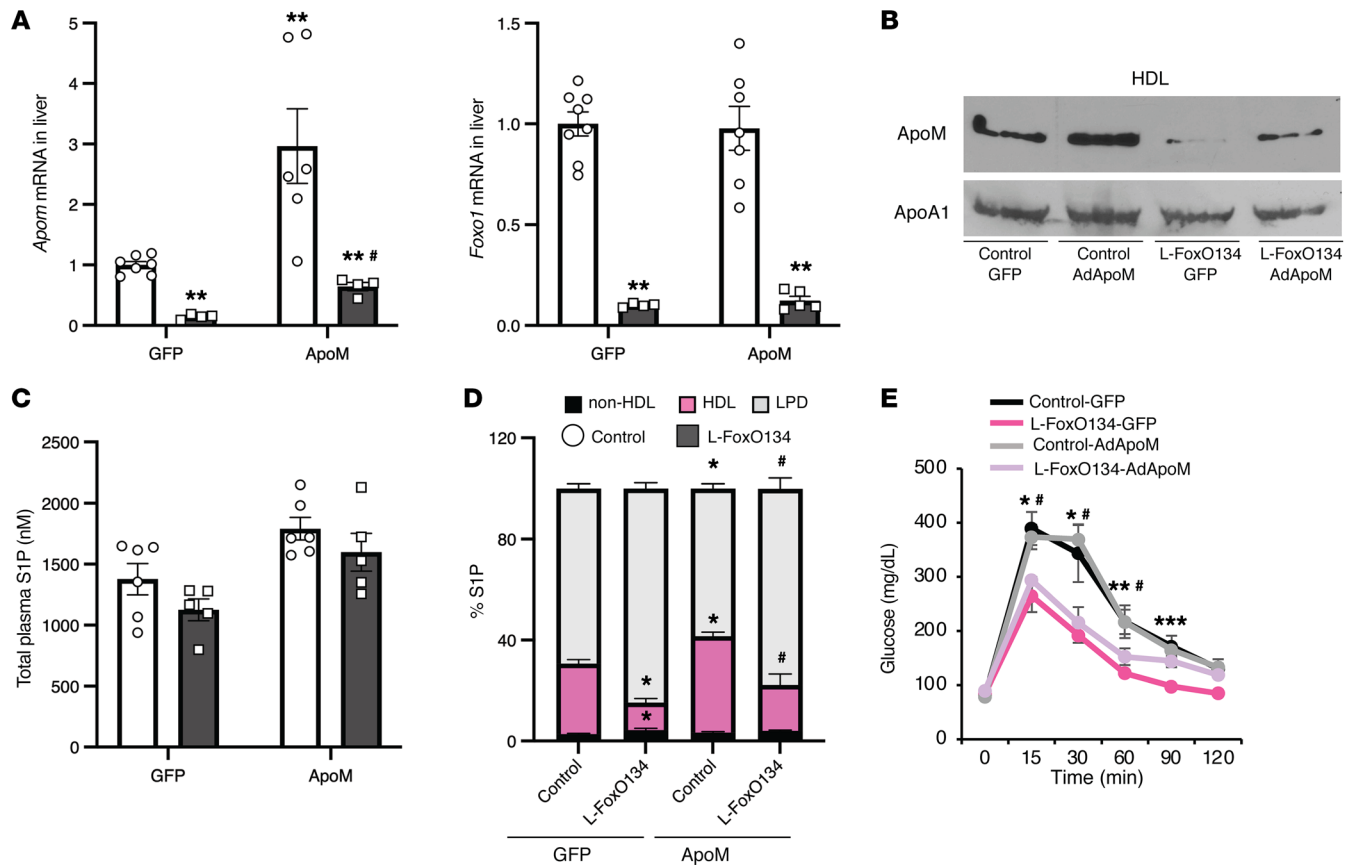 A
Apom mRNA in liver
5
4
3
2
1
0
**
**
** #
GFP
ApoM
Foxo1 mRNA in liver
1.5
1.0
0.5
0.0
**
**
GFP
ApoM
B
HDL
ApoM
ApoA1
Control
GFP
Control
AdApoM
L-FoxO134
GFP
L-FoxO134
AdApoM
C
Total plasma S1P (nM)
2500
2000
1500
1000
500
0
GFP
ApoM
D
non-HDL HDL LPD
Control L-FoxO134
% S1P
120
80
40
0
*
#
*
#
*
*
Control
L-FoxO134
Control
L-FoxO134
GFP
ApoM
E
Control-GFP
L-FoxO134-GFP
Control-AdApoM
L-FoxO134-AdApoM
Glucose (mg/dL)
500
400
300
200
100
0
* #
* #
** #
***
0 15 30 60 90 120
Time (min)